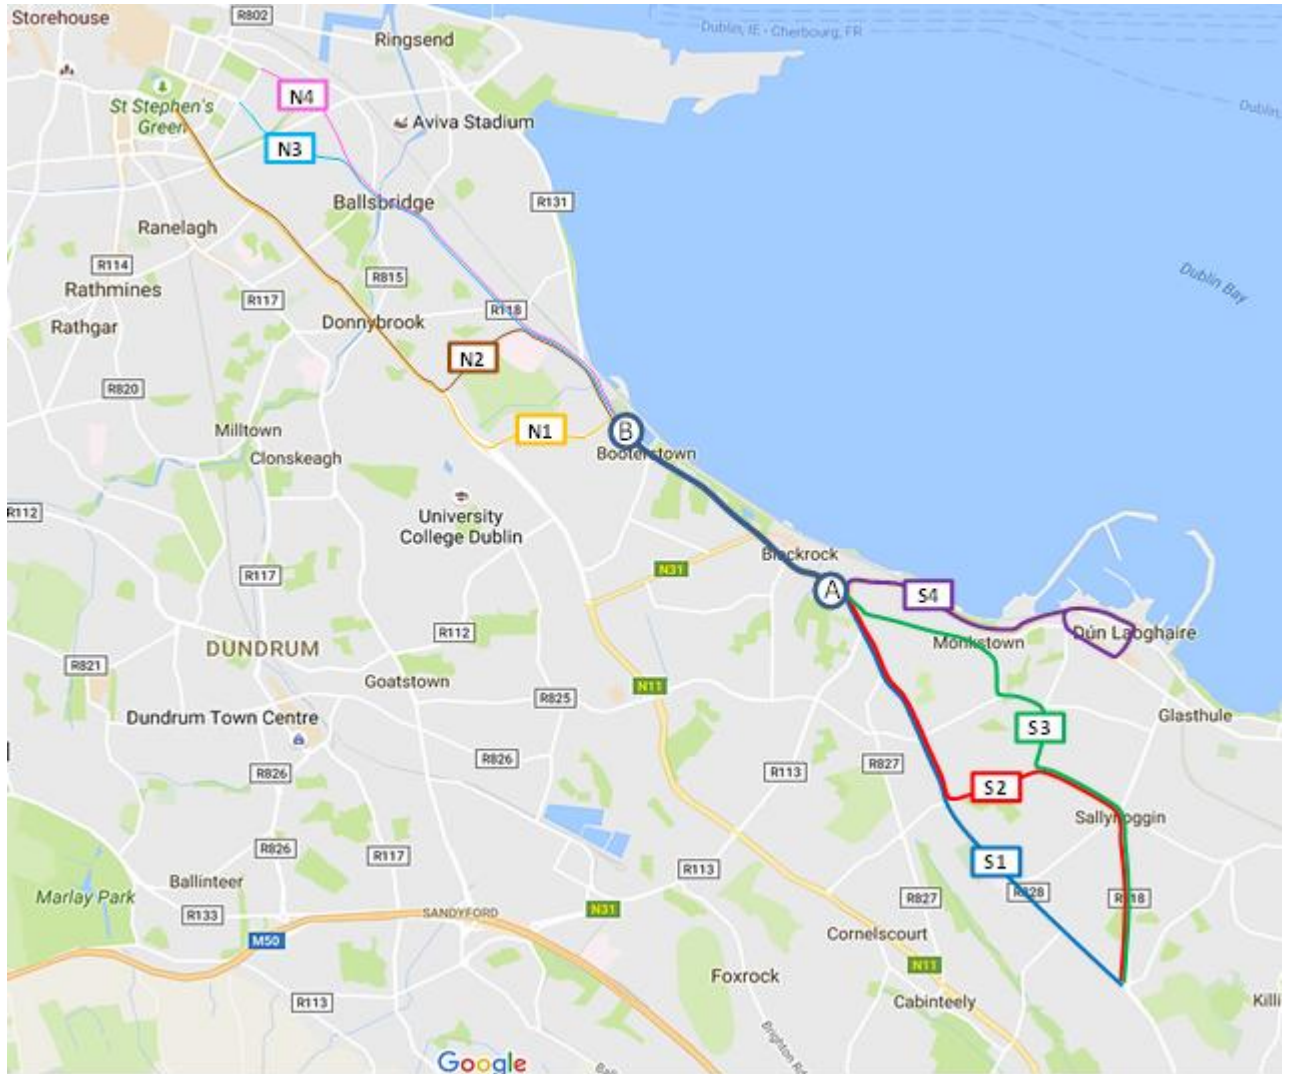 Storehouse
R802
Ringsend
Dublin, IE - Cherbourg, FR
N4
St Stephen's
Green
Aviva Stadium
Dublin,
N3
Ballsbridge
R131
Ranelagh
R114
R815
Dublin Bay
Rathmines
R117
R118
Rathgar
Donnybrook
N2
R820
Milltown
N1
B
Clonskeagh
Booterstown
University
College Dublin
R112
Blackrock
N31
R117
A
S4
R112
Monkstown
Dún Laoghaire
DUNDRUM
R821
Goatstown
N11
R825
Dundrum Town Centre
Glasthule
S3
R826
R826
R113
R827
S2
Sallynoggin
R826
R117
S1
R113
Ballinteer
Marlay Park
R827
R828
R118
R133
SANDYFORD
N31
M50
Cornelscourt
N11
Foxrock
R113
Cabinteely
Killi
Brighton Rd
Google